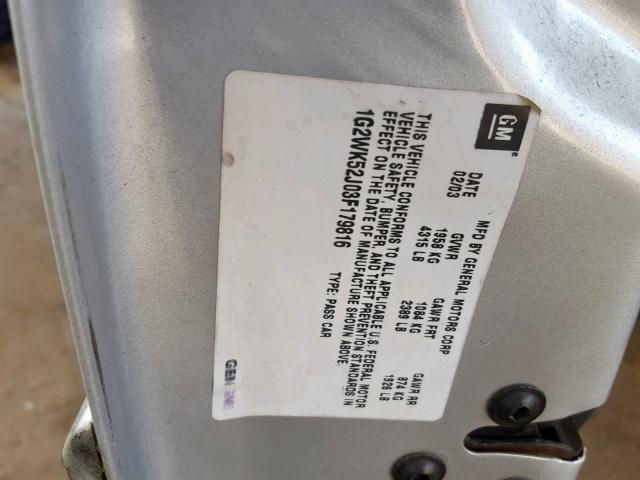 GM
MFD BY GENERAL MOTORS CORP
DATE GVWR GAWR FRT GAWR RR
02/03 1958 KG 1084 KG 874 KG
4315 LB 2389 LB 1926 LB
THIS VEHICLE CONFORMS TO ALL APPLICABLE U.S. FEDERAL MOTOR
VEHICLE SAFETY, BUMPER, AND THEFT PREVENTION STANDARDS IN
EFFECT ON THE DATE OF MANUFACTURE SHOWN ABOVE.
1G2WK52J03F179816 TYPE: PASS CAR